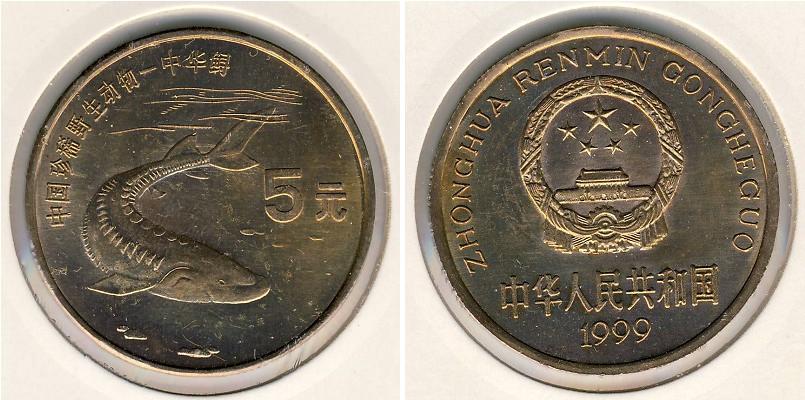 中国珍稀野生动物—中华鲟
5元
ZHONGHUA RENMIN GONGHEGUO
中华人民共和国
1999